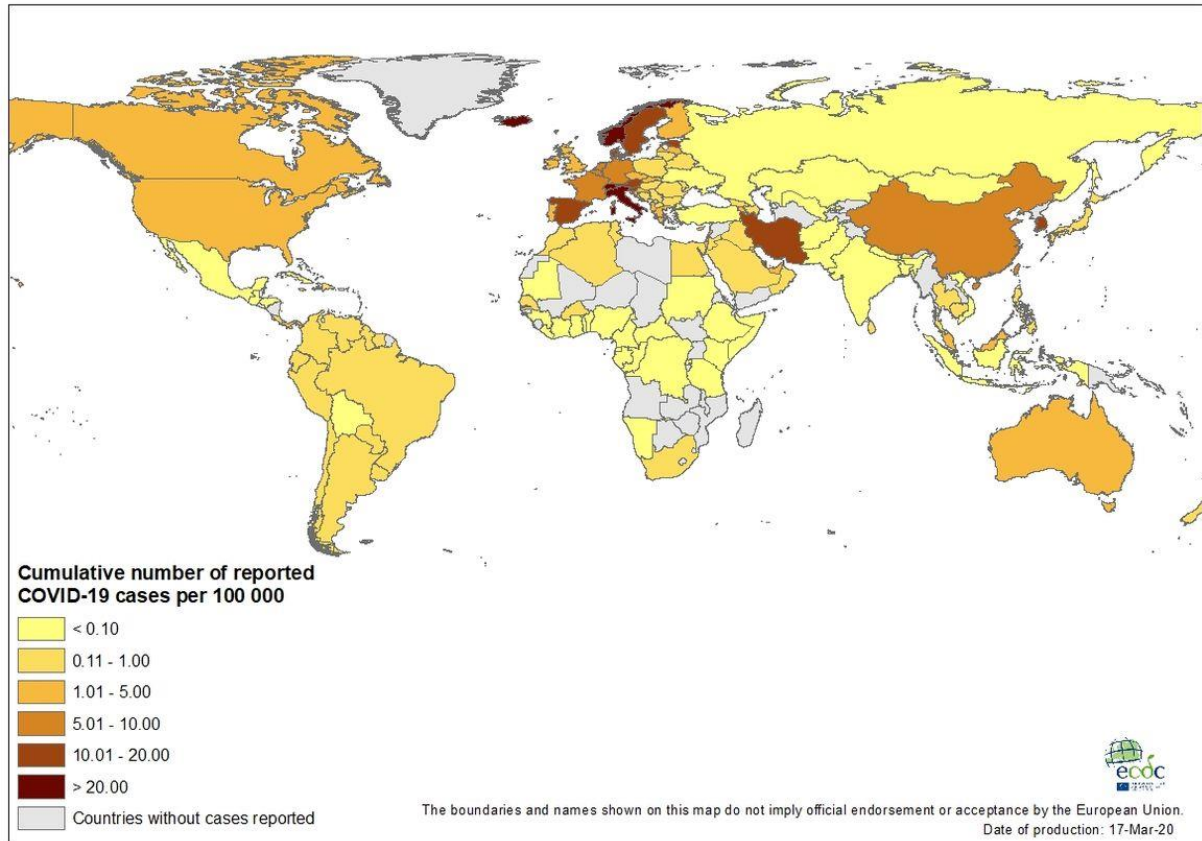 Cumulative number of reported
COVID-19 cases per 100 000
< 0.10
0.11 - 1.00
1.01 - 5.00
5.01 - 10.00
10.01 - 20.00
> 20.00
Countries without cases reported
ecdc
The boundaries and names shown on this map do not imply official endorsement or acceptance by the European Union.
Date of production: 17-Mar-20